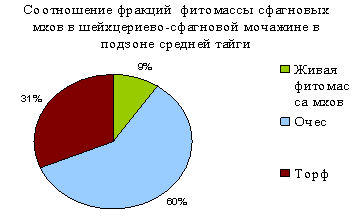 Соотношение фракций фитомассы сфагновых
мхов в шейхцериево-сфагновой мочажине в
подзоне средней тайги
9%
31%
60%
Живая
фитомас
са мхов
Очес
Торф